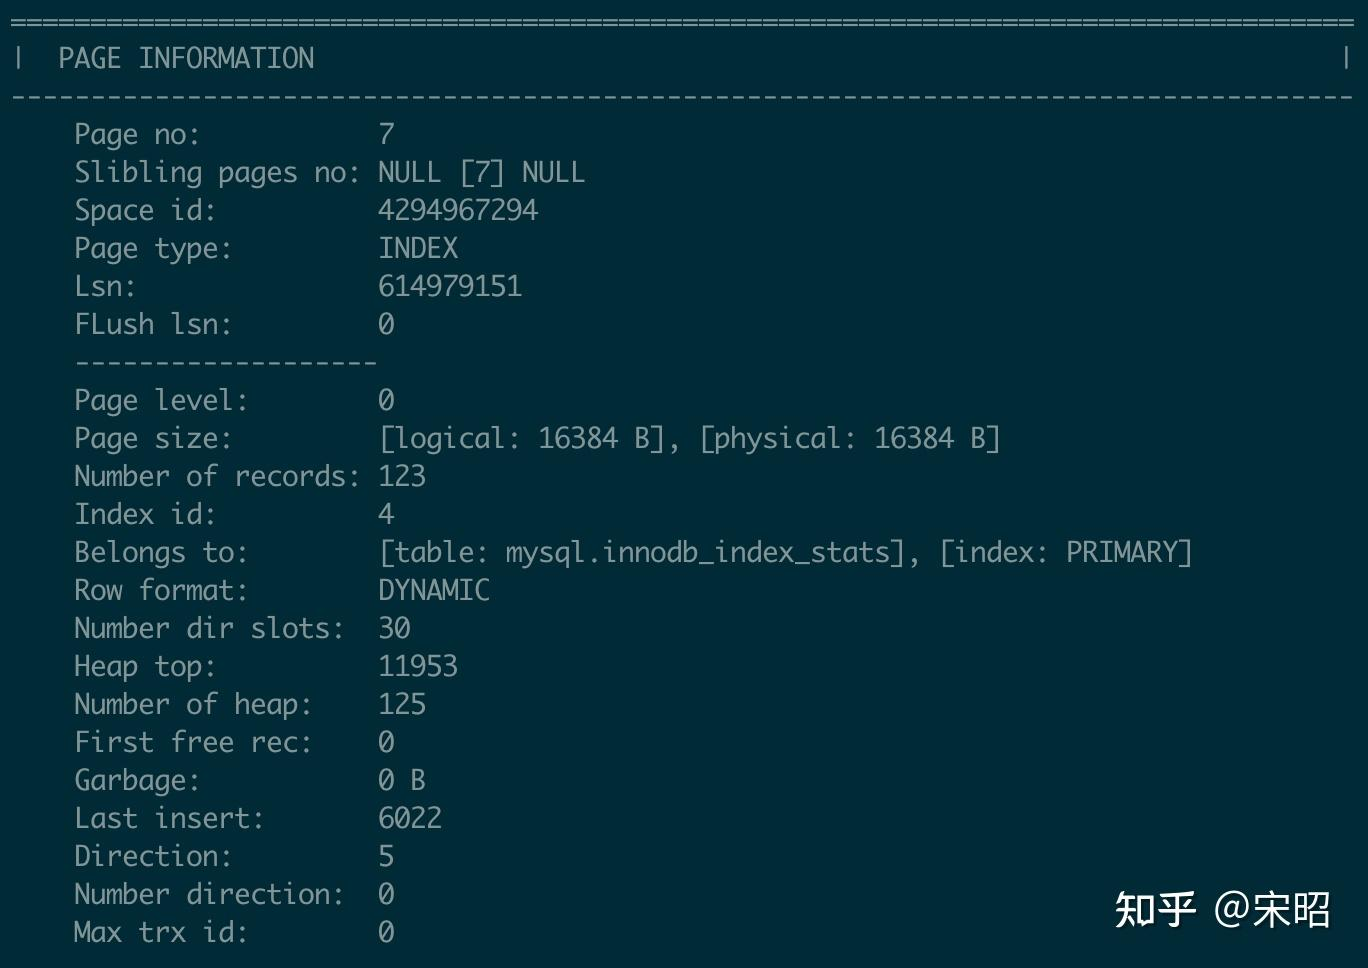 ================================================================================
|  PAGE INFORMATION                                                            |
--------------------------------------------------------------------------------
Page no: 7
Slibling pages no: NULL [7] NULL
Space id: 4294967294
Page type: INDEX
Lsn: 614979151
FLush lsn: 0
-------------------
Page level: 0
Page size: [logical: 16384 B], [physical: 16384 B]
Number of records: 123
Index id: 4
Belongs to: [table: mysql.innodb_index_stats], [index: PRIMARY]
Row format: DYNAMIC
Number dir slots: 30
Heap top: 11953
Number of heap: 125
First free rec: 0
Garbage: 0 B
Last insert: 6022
Direction: 5
Number direction: 0
Max trx id: 0
知乎 @宋昭